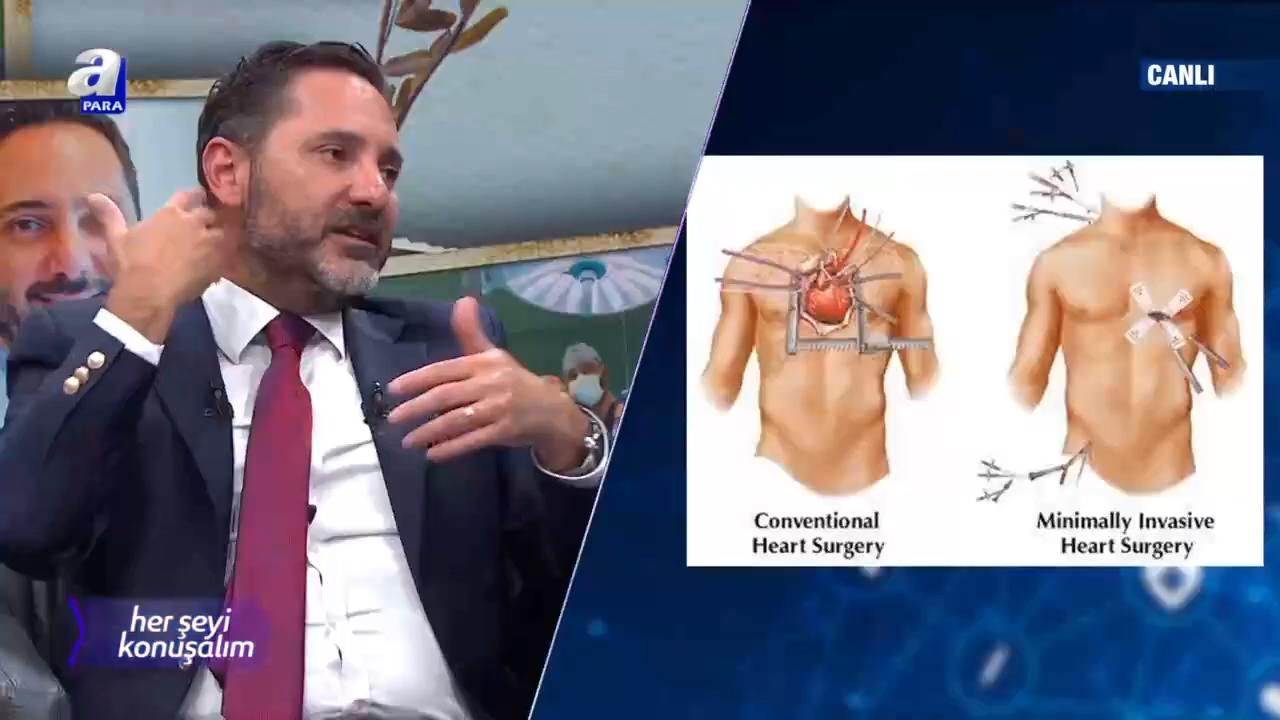 a
PARA
CANLI
Conventional
Heart Surgery
Minimally Invasive
Heart Surgery
her şeyi
konuşalım